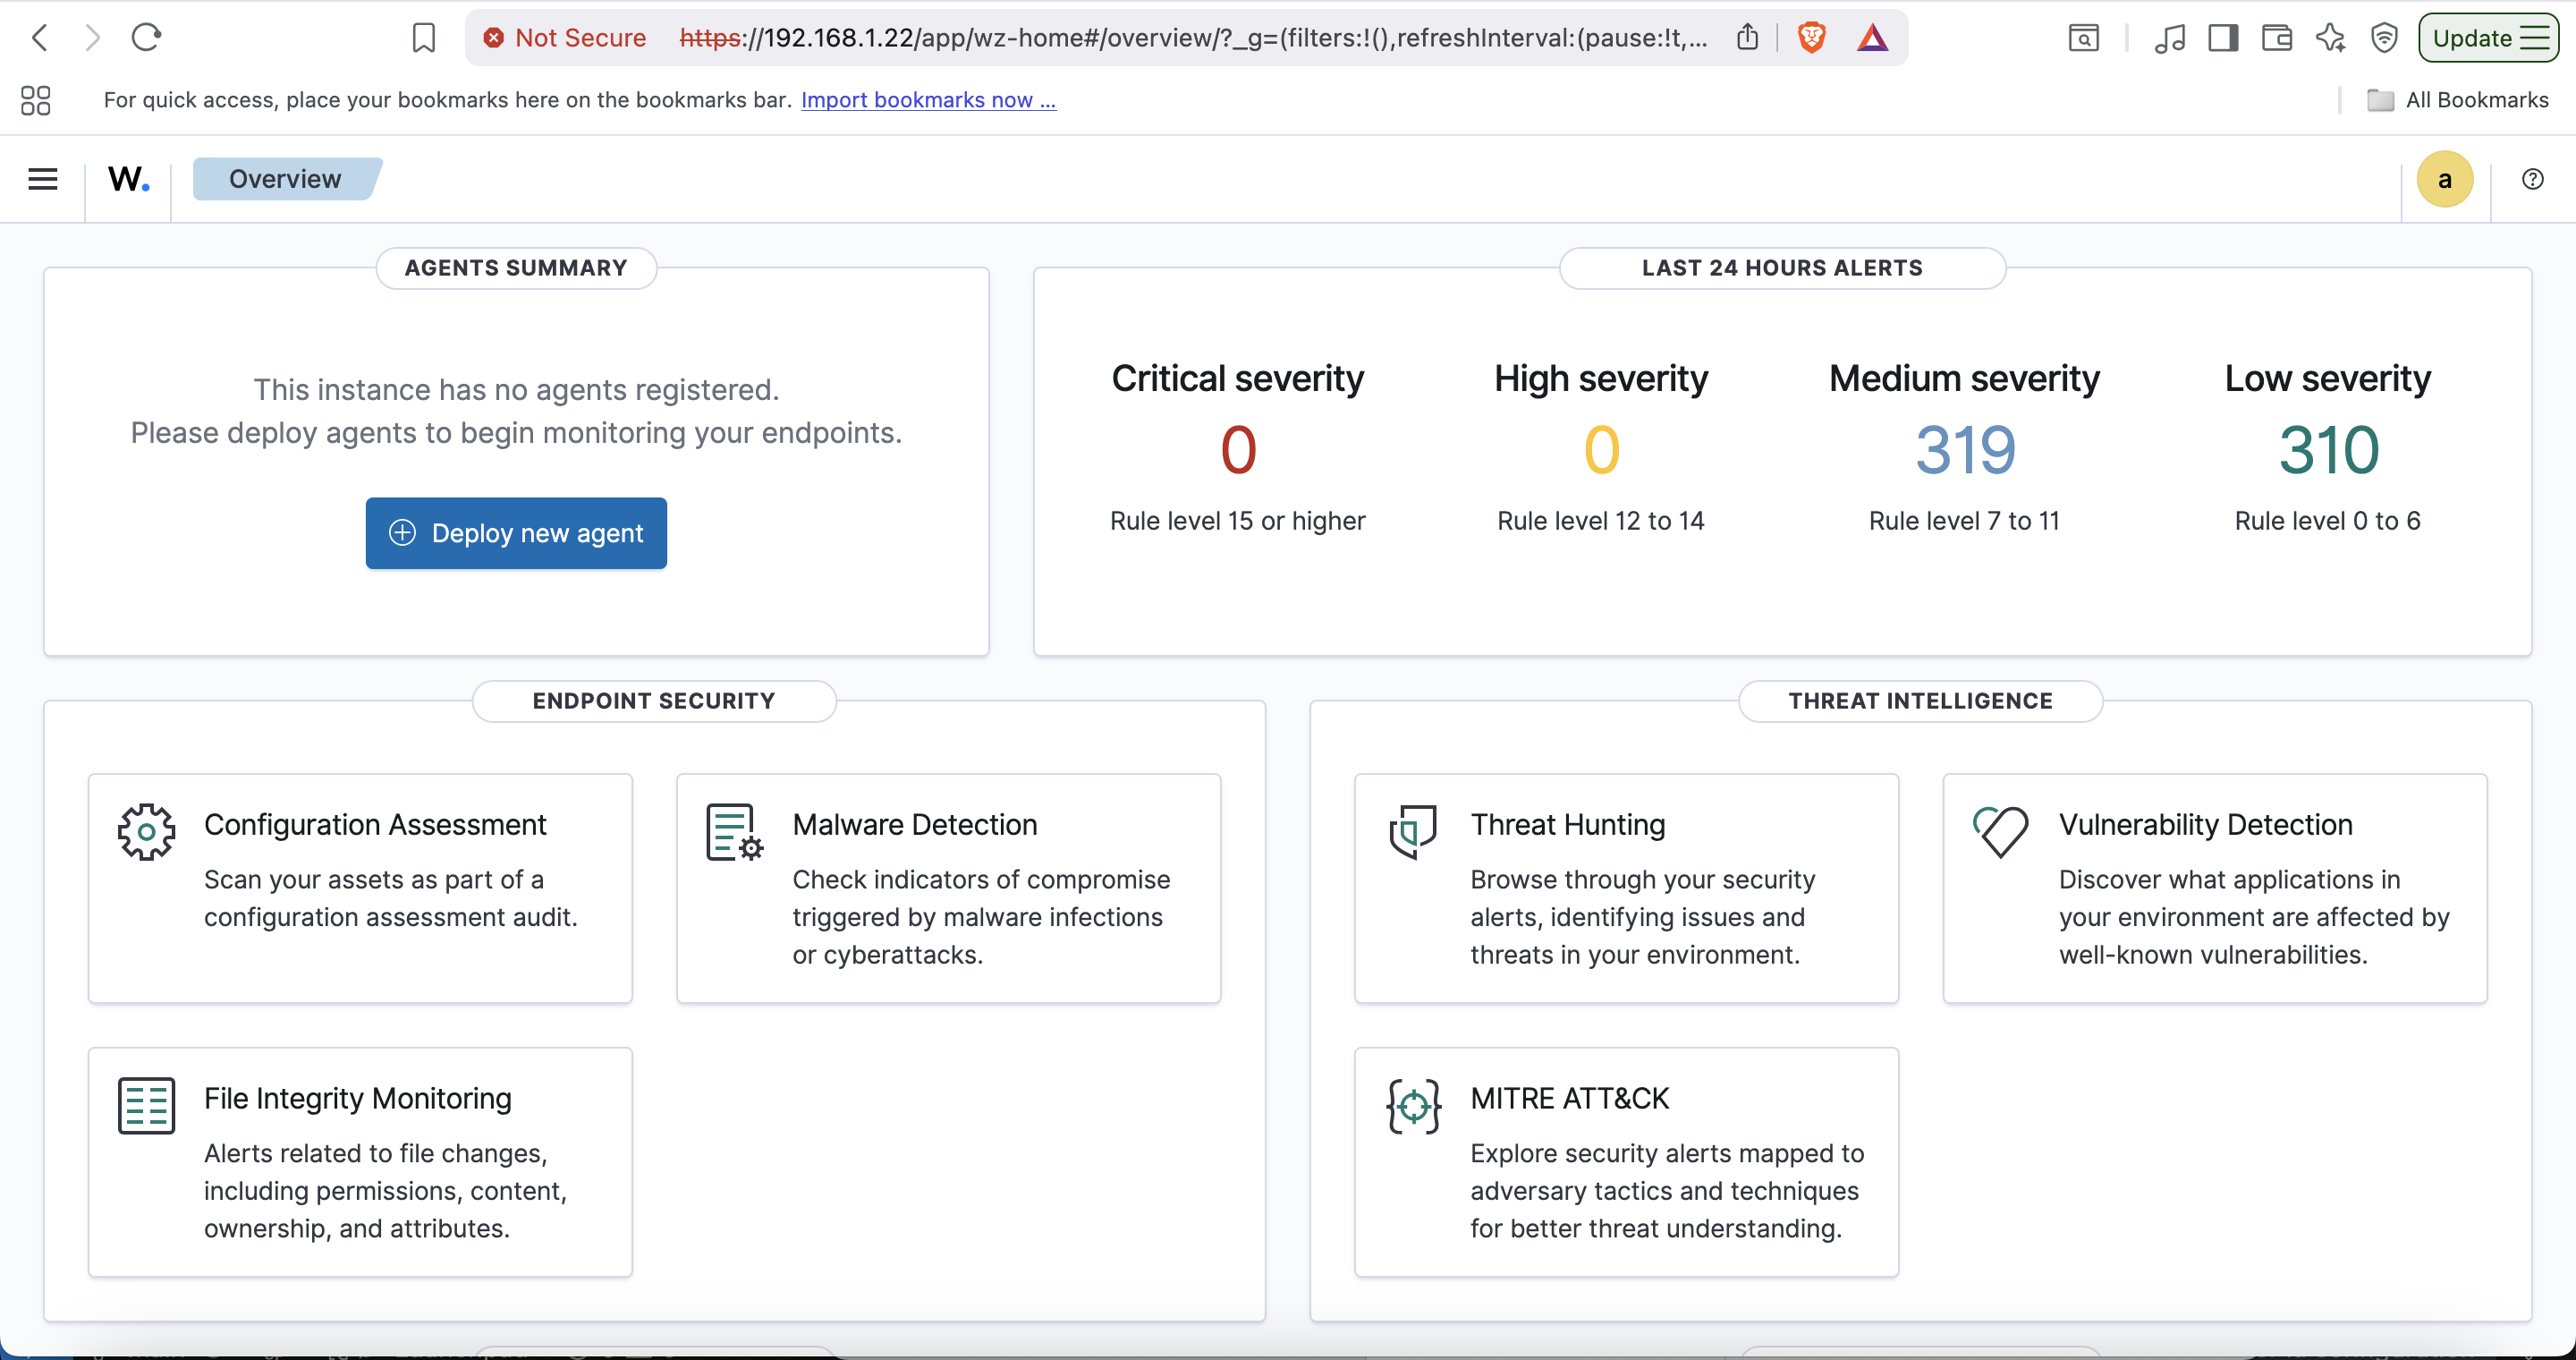 Not Secure https://192.168.1.22/app/wz-home#/overview/?_g=(filters:!(),refreshInterval:(pause:!t,...
Update
For quick access, place your bookmarks here on the bookmarks bar. Import bookmarks now ...
All Bookmarks
W.
Overview
a
?
AGENTS SUMMARY
This instance has no agents registered.
Please deploy agents to begin monitoring your endpoints.
Deploy new agent
LAST 24 HOURS ALERTS
Critical severity
0
Rule level 15 or higher
High severity
0
Rule level 12 to 14
Medium severity
319
Rule level 7 to 11
Low severity
310
Rule level 0 to 6
ENDPOINT SECURITY
Configuration Assessment
Scan your assets as part of a
configuration assessment audit.
Malware Detection
Check indicators of compromise
triggered by malware infections
or cyberattacks.
File Integrity Monitoring
Alerts related to file changes,
including permissions, content,
ownership, and attributes.
THREAT INTELLIGENCE
Threat Hunting
Browse through your security
alerts, identifying issues and
threats in your environment.
Vulnerability Detection
Discover what applications in
your environment are affected by
well-known vulnerabilities.
MITRE ATT&CK
Explore security alerts mapped to
adversary tactics and techniques
for better threat understanding.